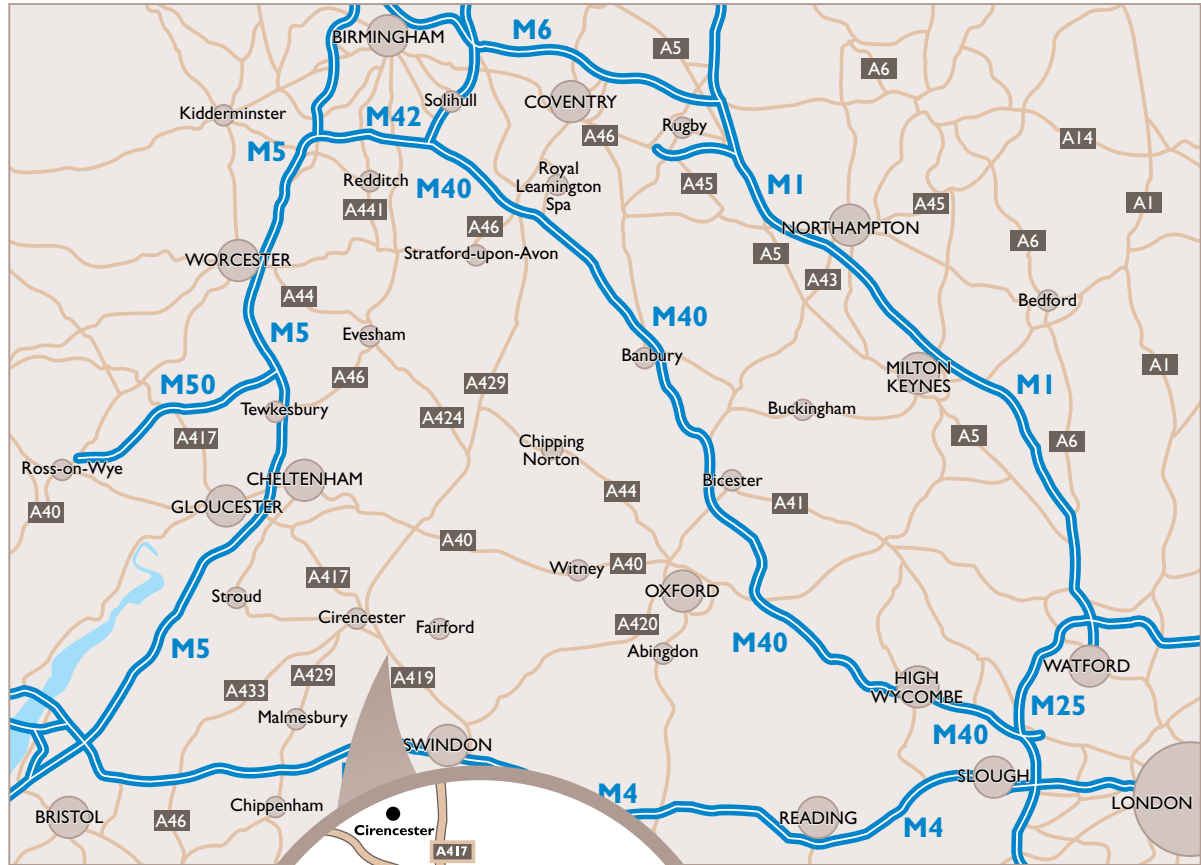 BIRMINGHAM
M6
A5
A6
Kidderminster
Solihull
COVENTRY
M42
M5
A46
Rugby
A14
M40
Redditch
Royal
Leamington
Spa
A45
M1
A441
A45
A1
A46
NORTHAMPTON
A6
WORCESTER
Stratford-upon-Avon
A5
A43
A44
Bedford
M5
Evesham
M40
Banbury
M50
A46
A429
MILTON
KEYNES
M1
A1
Tewkesbury
A424
Buckingham
A417
Chipping
Norton
A5
A6
Ross-on-Wye
CHELTENHAM
Bicester
A44
GLOUCESTER
A41
A40
A40
Witney
A40
A417
OXFORD
Stroud
Cirencester
Fairford
A420
M5
M40
Abingdon
A433
A429
A419
HIGH
WYCOMBE
WATFORD
M25
Malmesbury
M40
SWINDON
SLOUGH
M4
Chippenham
BRISTOL
A46
Cirencester
READING
M4
LONDON
A417